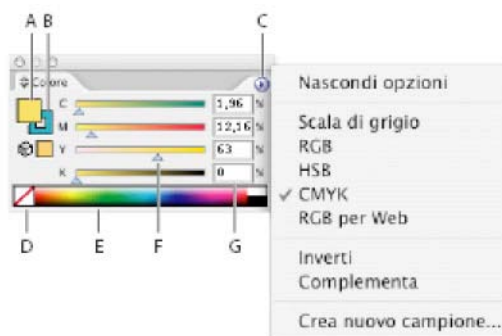 A B C
Colore
C 1,96 %
M 12,16 %
Y 63 %
K 0 %
D E F G
Nascondi opzioni
Scala di grigio
RGB
HSB
✓ CMYK
RGB per Web
Inverti
Complementa
Crea nuovo campione...